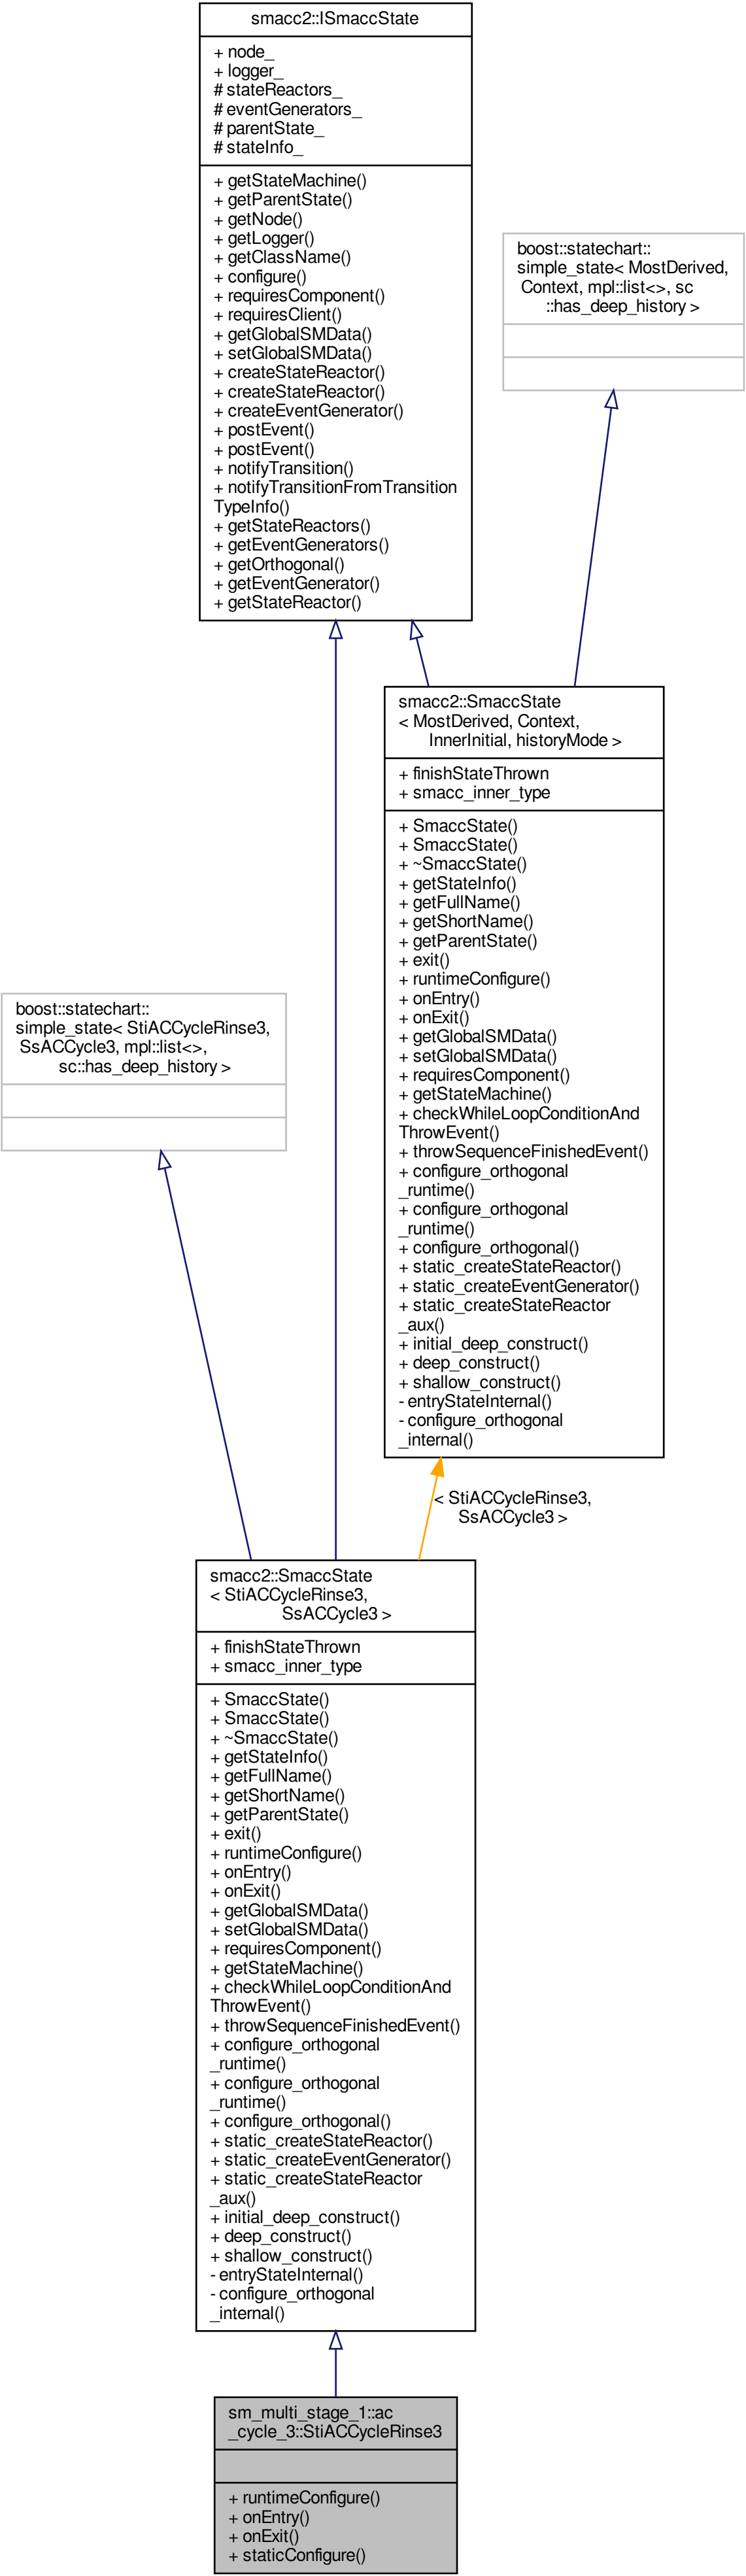 smacc2::ISmaccState
+ node_
+ logger_
# stateReactors_
# eventGenerators_
# parentState_
# stateInfo_
+ getStateMachine()
+ getParentState()
+ getNode()
+ getLogger()
+ getClassName()
+ configure()
+ requiresComponent()
+ requiresClient()
+ getGlobalSMData()
+ setGlobalSMData()
+ createStateReactor()
+ createStateReactor()
+ createEventGenerator()
+ postEvent()
+ postEvent()
+ notifyTransition()
+ notifyTransitionFromTransition
TypeInfo()
+ getStateReactors()
+ getEventGenerators()
+ getOrthogonal()
+ getEventGenerator()
+ getStateReactor()
boost::statechart::
simple_state< MostDerived,
Context, mpl::list<>, sc
::has_deep_history >
smacc2::SmaccState
< MostDerived, Context,
InnerInitial, historyMode >
+ finishStateThrown
+ smacc_inner_type
+ SmaccState()
+ SmaccState()
+ ~SmaccState()
+ getStateInfo()
+ getFullName()
+ getShortName()
+ getParentState()
+ exit()
+ runtimeConfigure()
+ onEntry()
+ onExit()
+ getGlobalSMData()
+ setGlobalSMData()
+ requiresComponent()
+ getStateMachine()
+ checkWhileLoopConditionAnd
ThrowEvent()
+ throwSequenceFinishedEvent()
+ configure_orthogonal
_runtime()
+ configure_orthogonal
_runtime()
+ configure_orthogonal()
+ static_createStateReactor()
+ static_createEventGenerator()
+ static_createStateReactor
_aux()
+ initial_deep_construct()
+ deep_construct()
+ shallow_construct()
- entryStateInternal()
- configure_orthogonal
_internal()
boost::statechart::
simple_state< StiACCycleRinse3,
SsACCycle3, mpl::list<>,
sc::has_deep_history >
< StiACCycleRinse3,
SsACCycle3 >
smacc2::SmaccState
< StiACCycleRinse3,
SsACCycle3 >
+ finishStateThrown
+ smacc_inner_type
+ SmaccState()
+ SmaccState()
+ ~SmaccState()
+ getStateInfo()
+ getFullName()
+ getShortName()
+ getParentState()
+ exit()
+ runtimeConfigure()
+ onEntry()
+ onExit()
+ getGlobalSMData()
+ setGlobalSMData()
+ requiresComponent()
+ getStateMachine()
+ checkWhileLoopConditionAnd
ThrowEvent()
+ throwSequenceFinishedEvent()
+ configure_orthogonal
_runtime()
+ configure_orthogonal
_runtime()
+ configure_orthogonal()
+ static_createStateReactor()
+ static_createEventGenerator()
+ static_createStateReactor
_aux()
+ initial_deep_construct()
+ deep_construct()
+ shallow_construct()
- entryStateInternal()
- configure_orthogonal
_internal()
sm_multi_stage_1::ac
_cycle_3::StiACCycleRinse3
+ runtimeConfigure()
+ onEntry()
+ onExit()
+ staticConfigure()